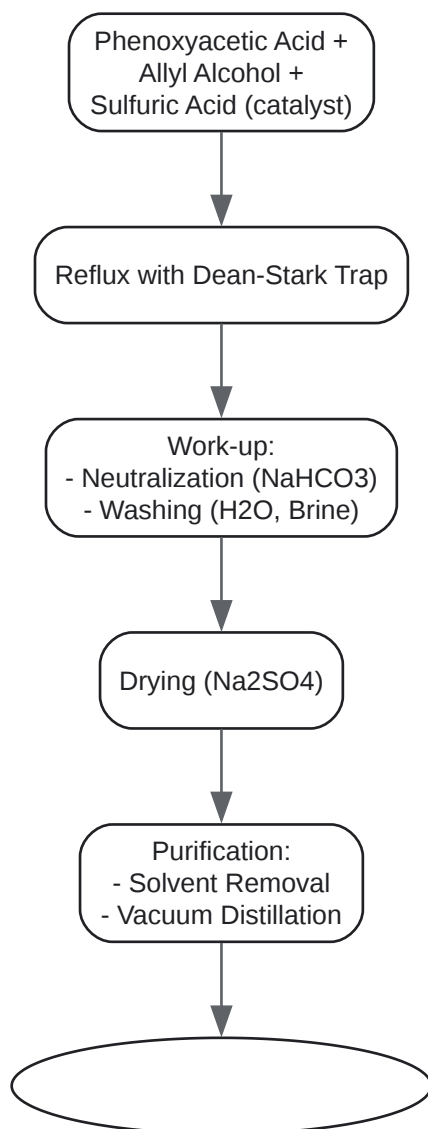 Phenoxyacetic Acid +
Allyl Alcohol +
Sulfuric Acid (catalyst)
Reflux with Dean-Stark Trap
Work-up:
- Neutralization (NaHCO3)
- Washing (H2O, Brine)
Drying (Na2SO4)
Purification:
- Solvent Removal
- Vacuum Distillation